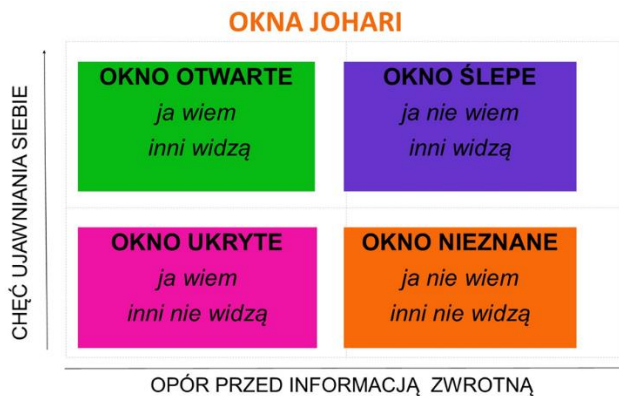 OKNA JOHARI
CHĘĆ UJAWNIANIA SIEBIE
OKNO OTWARTE
ja wiem
inni widzą
OKNO ŚLEPE
ja nie wiem
inni widzą
OKNO UKRYTE
ja wiem
inni nie widzą
OKNO NIEZNANE
ja nie wiem
inni nie widzą
OPÓR PRZED INFORMACJĄ ZWROTNĄ